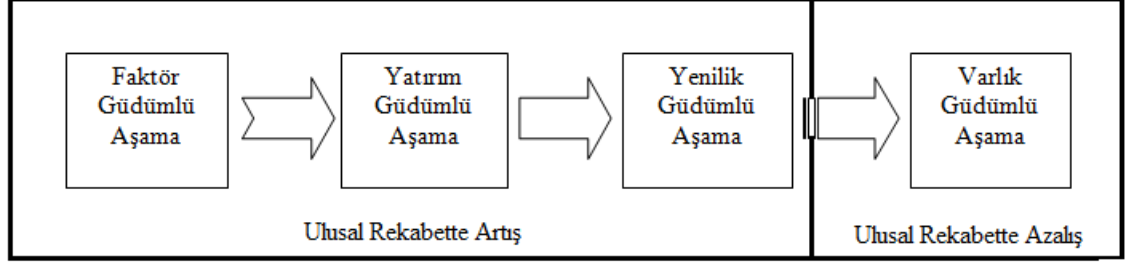 Faktör
Güdümlü
Aşama
Yatırım
Güdümlü
Aşama
Yenilik
Güdümlü
Aşama
Varlık
Güdümlü
Aşama
Ulusal Rekabette Artış
Ulusal Rekabette Azalış